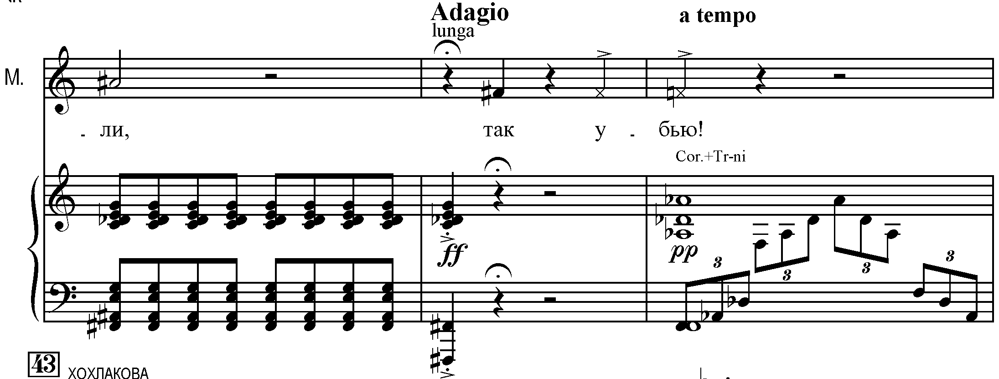 Adagio
a tempo
lunga
М.
- ли, так у - бью!
Cor.+Tr-ni
ff
pp
3
3
3
3
43
ХОХЛАКОВА